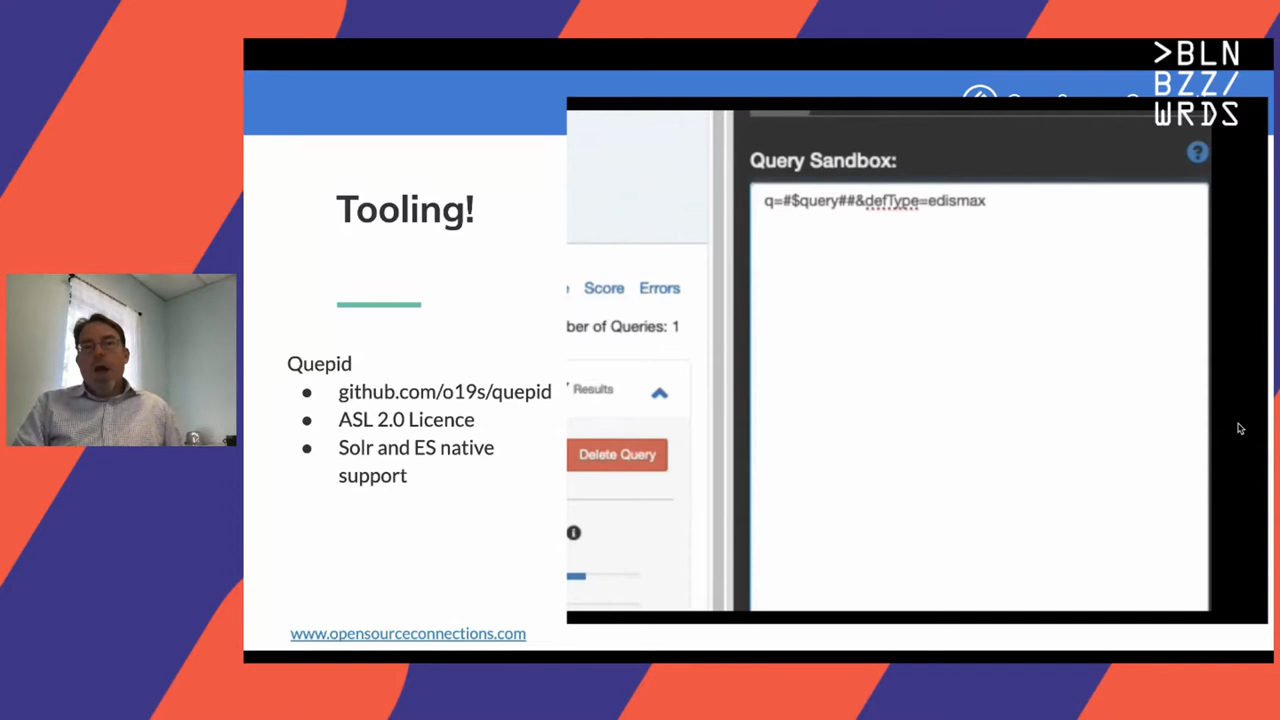 >BLN
BZZ/
WRDS
Tooling!
Quepid
● github.com/o19s/quepid
● ASL 2.0 Licence
● Solr and ES native
support
www.opensourceconnections.com
Query Sandbox:
?
q=#$query##&defType=edismax
Score Errors
ber of Queries: 1
Results
Delete Query
i